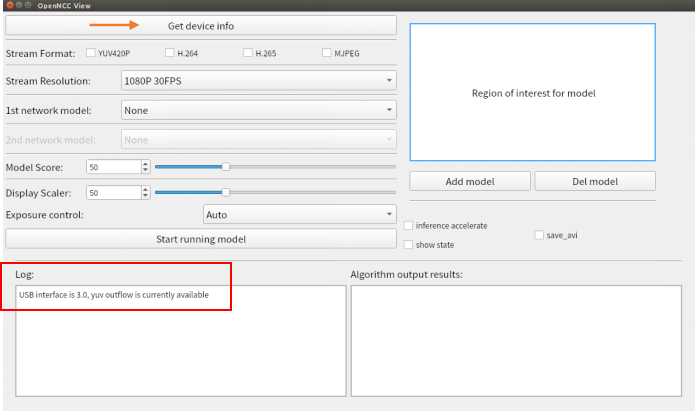 OpenNCC View
Get device info
Stream Format: YUV420P H.264 H.265 MJPEG
Stream Resolution: 1080P 30FPS
1st network model: None
2nd network model: None
Model Score: 50
Display Scaler: 50
Exposure control: Auto
Start running model
Region of interest for model
Add model Del model
inference accelerate
save_avi
show state
Log:
USB interface is 3.0, yuv outflow is currently available
Algorithm output results: